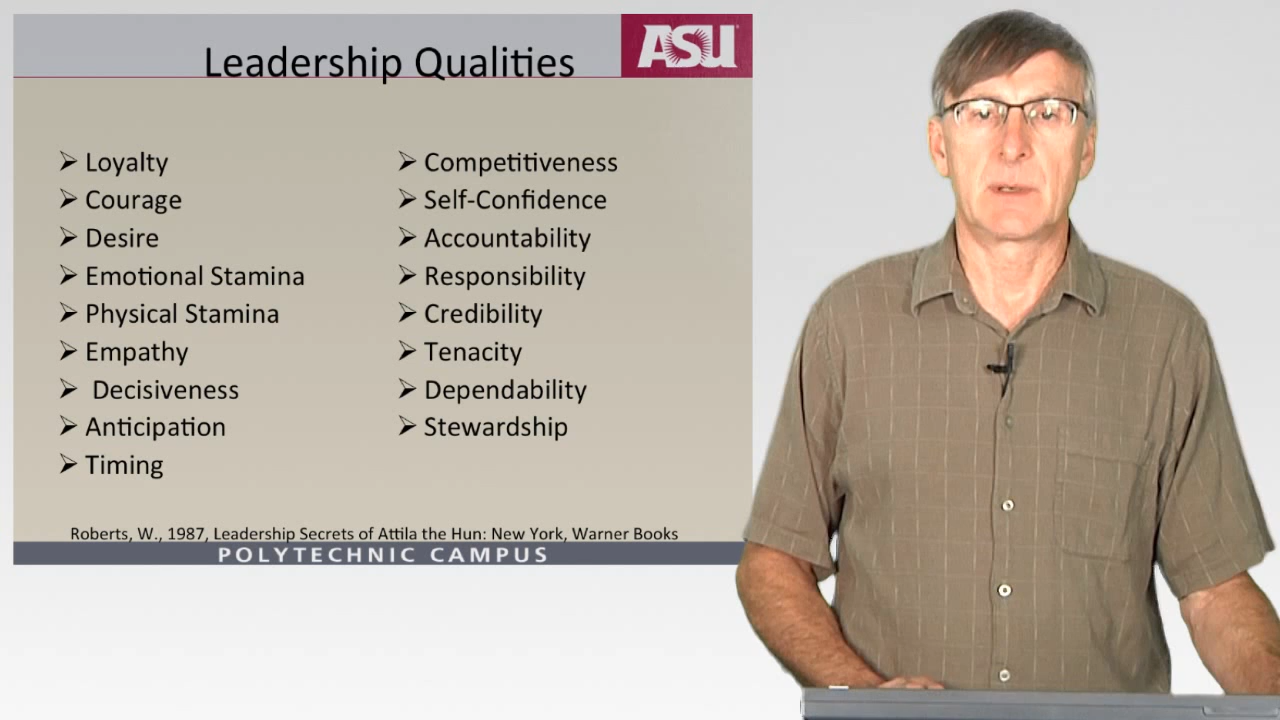 Leadership Qualities
ASU
➢ Loyalty
➢ Courage
➢ Desire
➢ Emotional Stamina
➢ Physical Stamina
➢ Empathy
➢ Decisiveness
➢ Anticipation
➢ Timing
➢ Competitiveness
➢ Self-Confidence
➢ Accountability
➢ Responsibility
➢ Credibility
➢ Tenacity
➢ Dependability
➢ Stewardship
Roberts, W., 1987, Leadership Secrets of Attila the Hun: New York, Warner Books
POLYTECHNIC CAMPUS